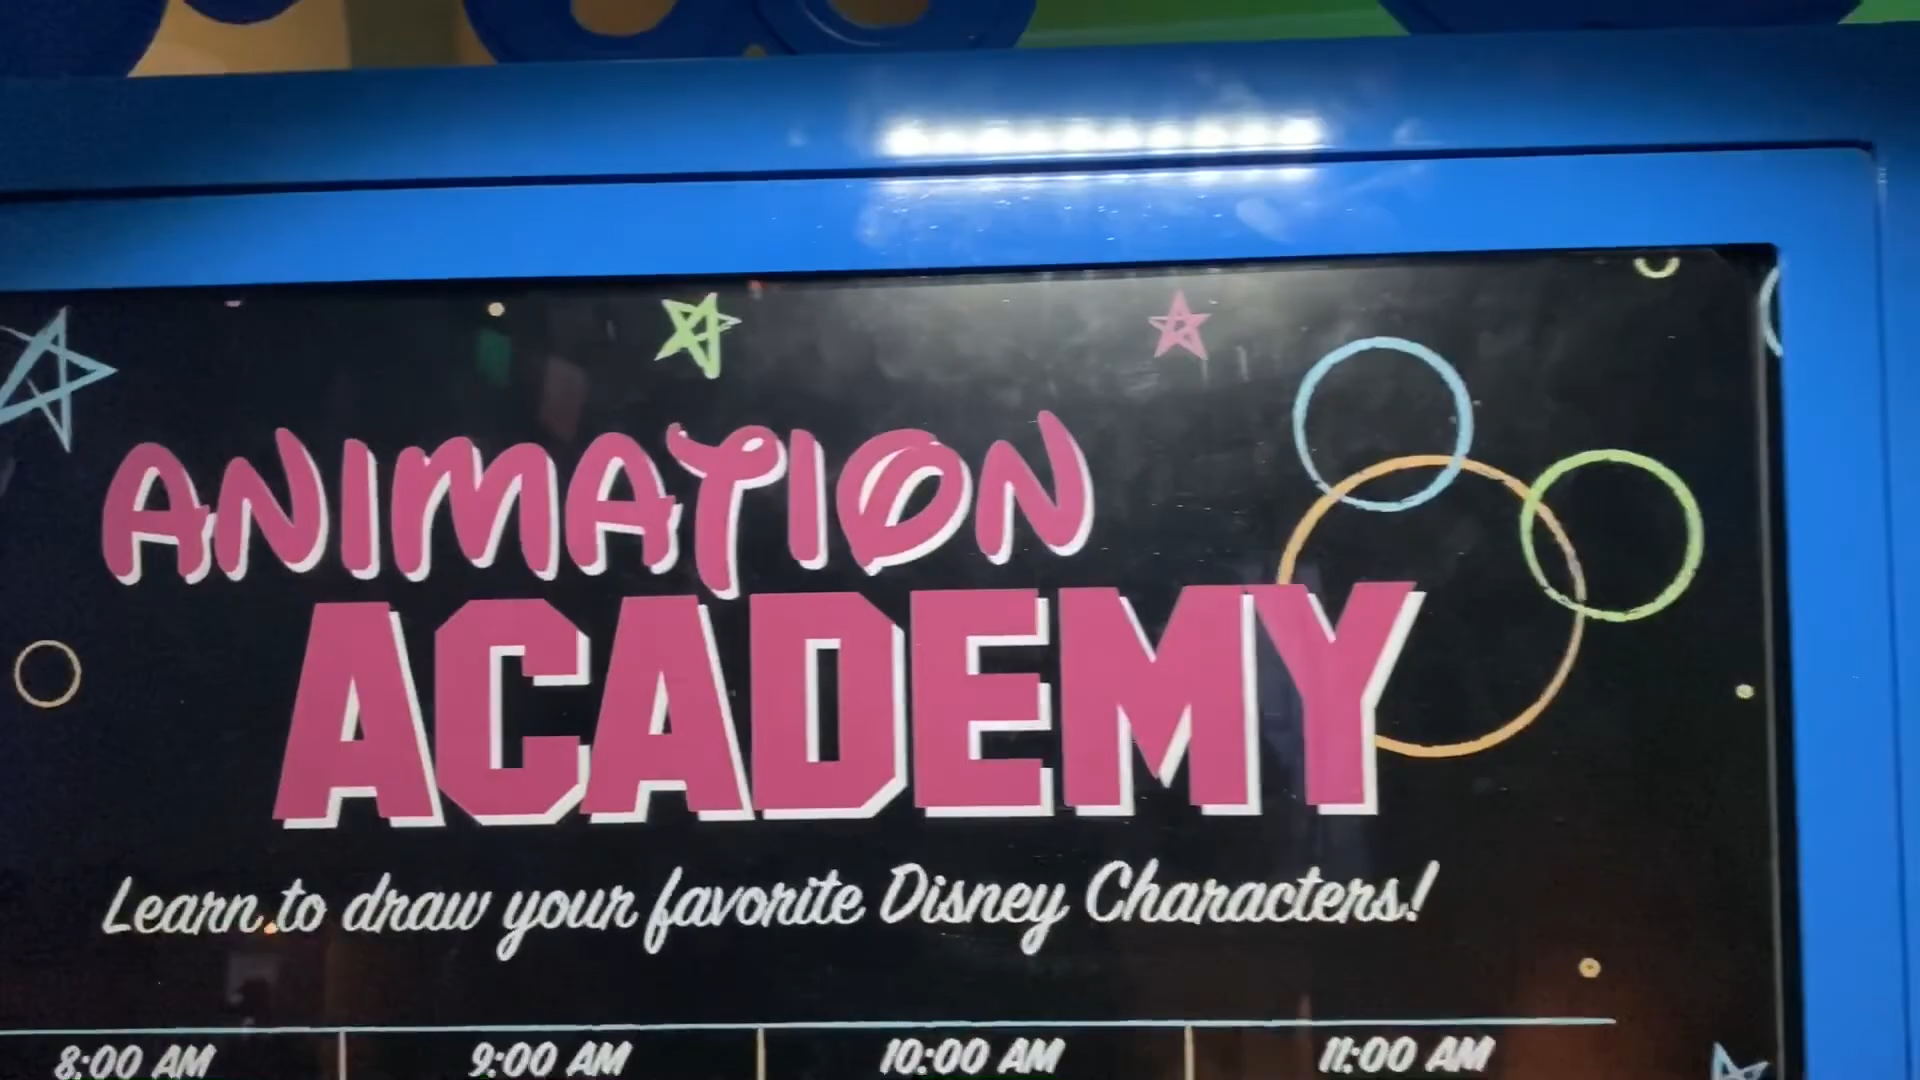 ANIMATION
ACADEMY
Learn to draw your favorite Disney Characters!
8:00 AM 9:00 AM 10:00 AM 11:00 AM